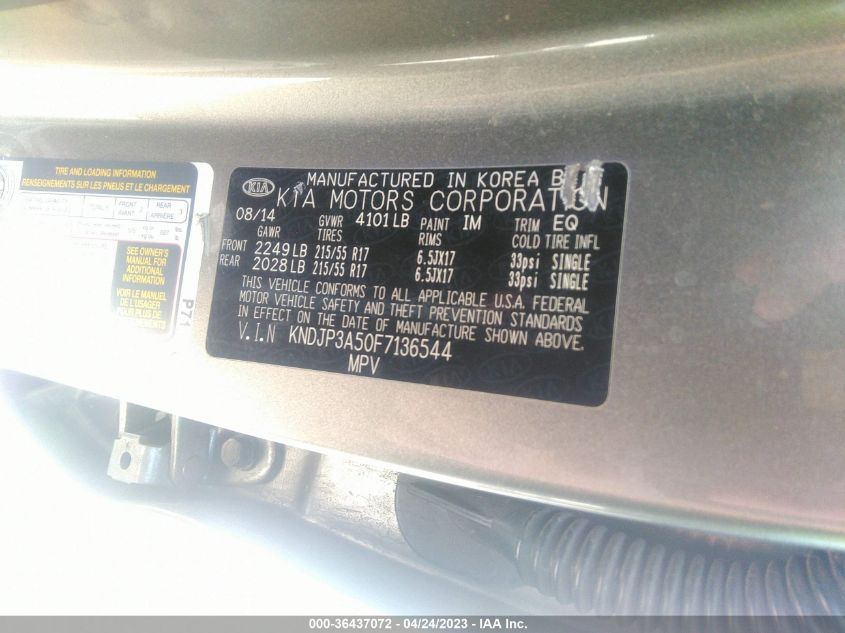 TIRE AND LOADING INFORMATION
RENSEIGNEMENTS SUR LES PNEUS ET LE CHARGEMENT
TOTAL
FRONT
AVANT
REAR
ARRIÈRE
SEE OWNER'S
MANUAL FOR
ADDITIONAL
INFORMATION
VOIR LE MANUEL
DE L'USAGER
POUR PLUS DE
P71
KIA
MANUFACTURED IN KOREA B
KIA MOTORS CORPORATION
08/14 GVWR 4101LB PAINT IM TRIM EQ
GAWR TIRES RIMS COLD TIRE INFL
FRONT 2249LB 215/55 R17 6.5JX17 33psi SINGLE
REAR 2028LB 215/55 R17 6.5JX17 33psi SINGLE
THIS VEHICLE CONFORMS TO ALL APPLICABLE U.S.A. FEDERAL
MOTOR VEHICLE SAFETY AND THEFT PREVENTION STANDARDS
IN EFFECT ON THE DATE OF MANUFACTURE SHOWN ABOVE.
V.I.N KNDJP3A50F7136544
MPV
000-36437072 - 04/24/2023 - IAA Inc.